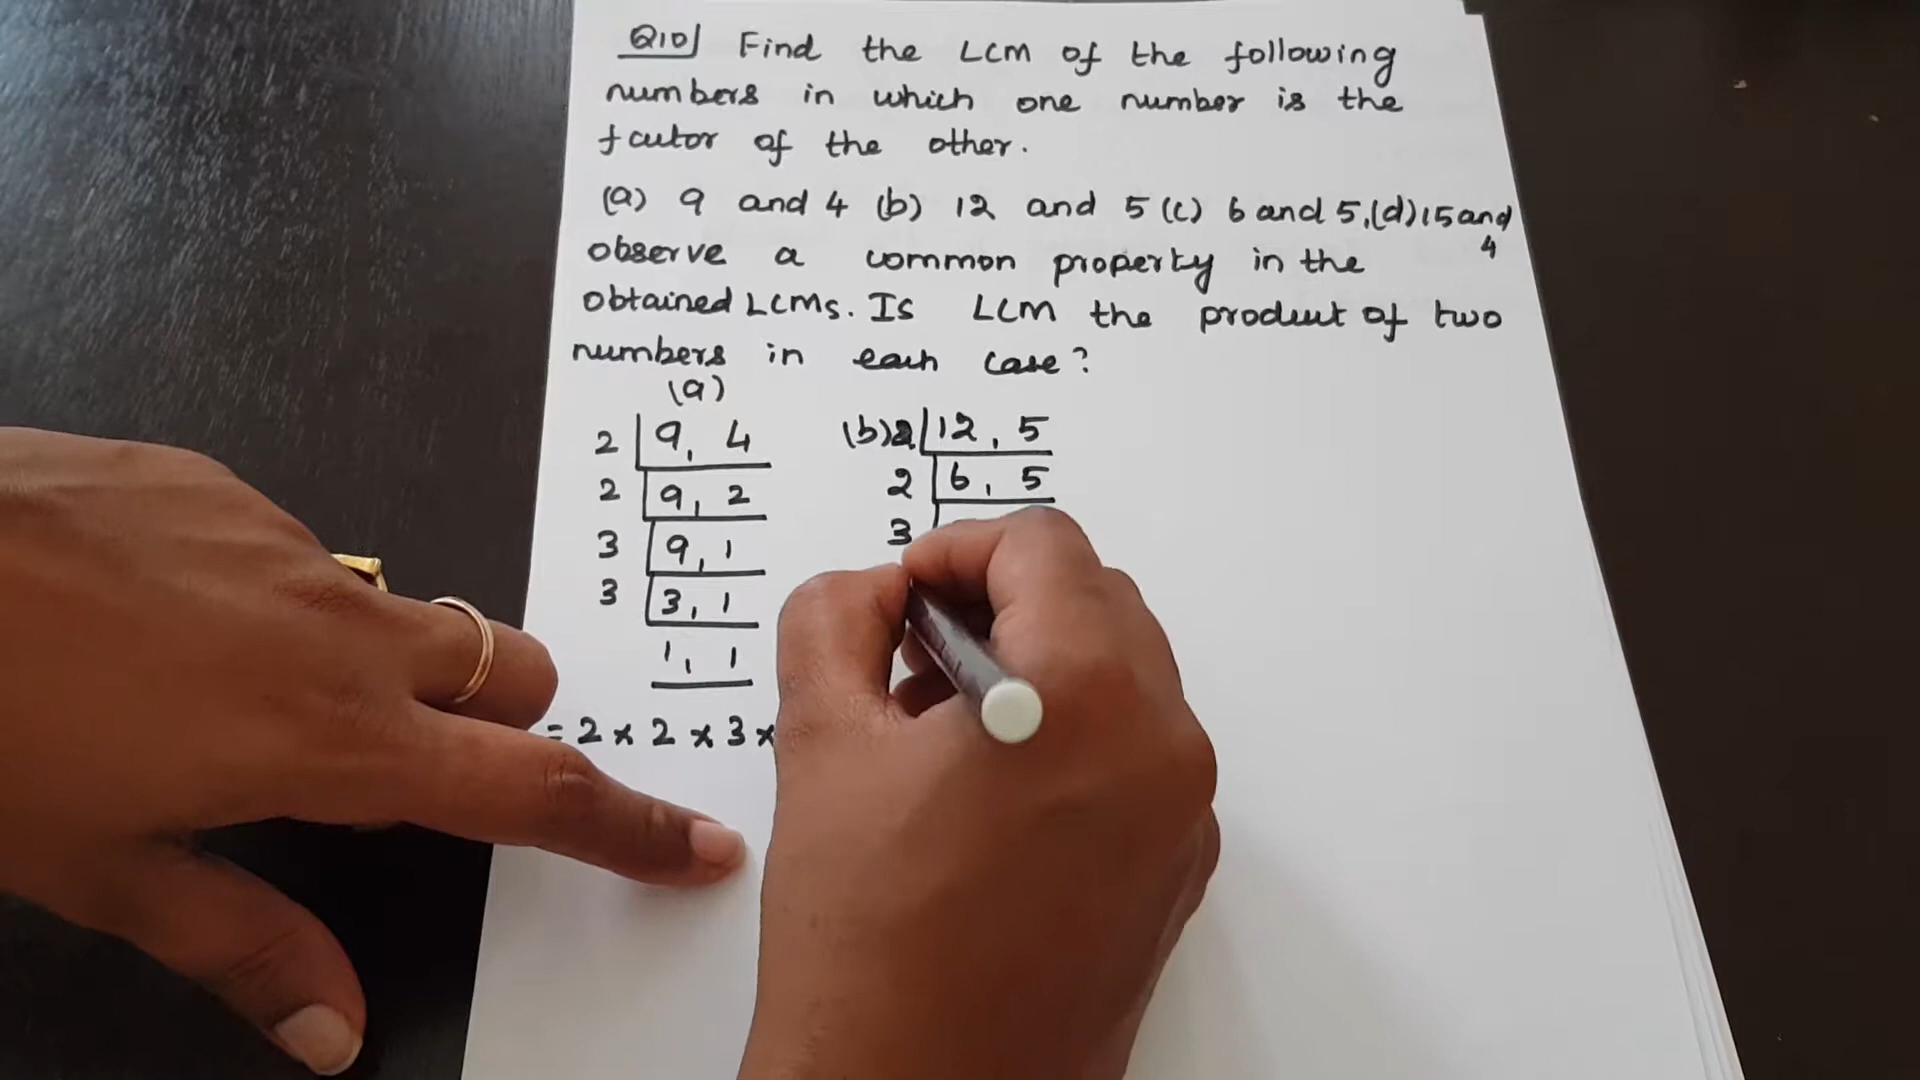 Q10 Find the LCM of the following
numbers in which one number is the
factor of the other.
(a) 9 and 4 (b) 12 and 5 (c) 6 and 5, (d) 15 and
4
observe a common property in the
obtained LCMs. Is LCM the product of two
numbers in each case?
(a)
2 9, 4 (b) 2 12, 5
2 9, 2 2 6, 5
3 9, 1 3
3 3, 1
1, 1
= 2 × 2 × 3 ×